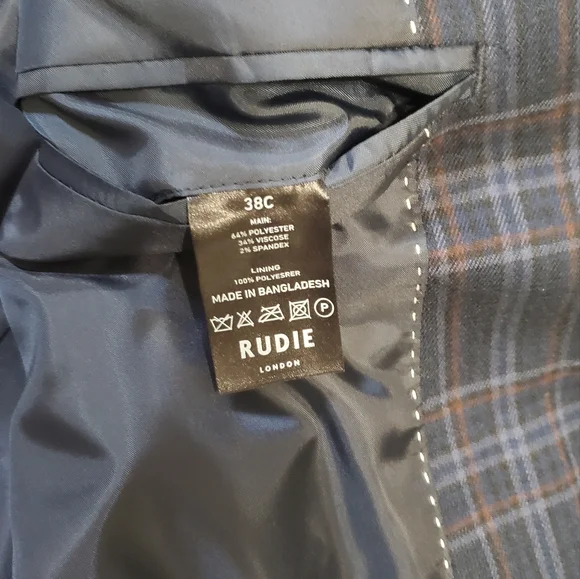 38C
MAIN:
64% POLYESTER
34% VISCOSE
2% SPANDEX
LINING
100% POLYESRER
MADE IN BANGLADESH
P
RUDIE
LONDON